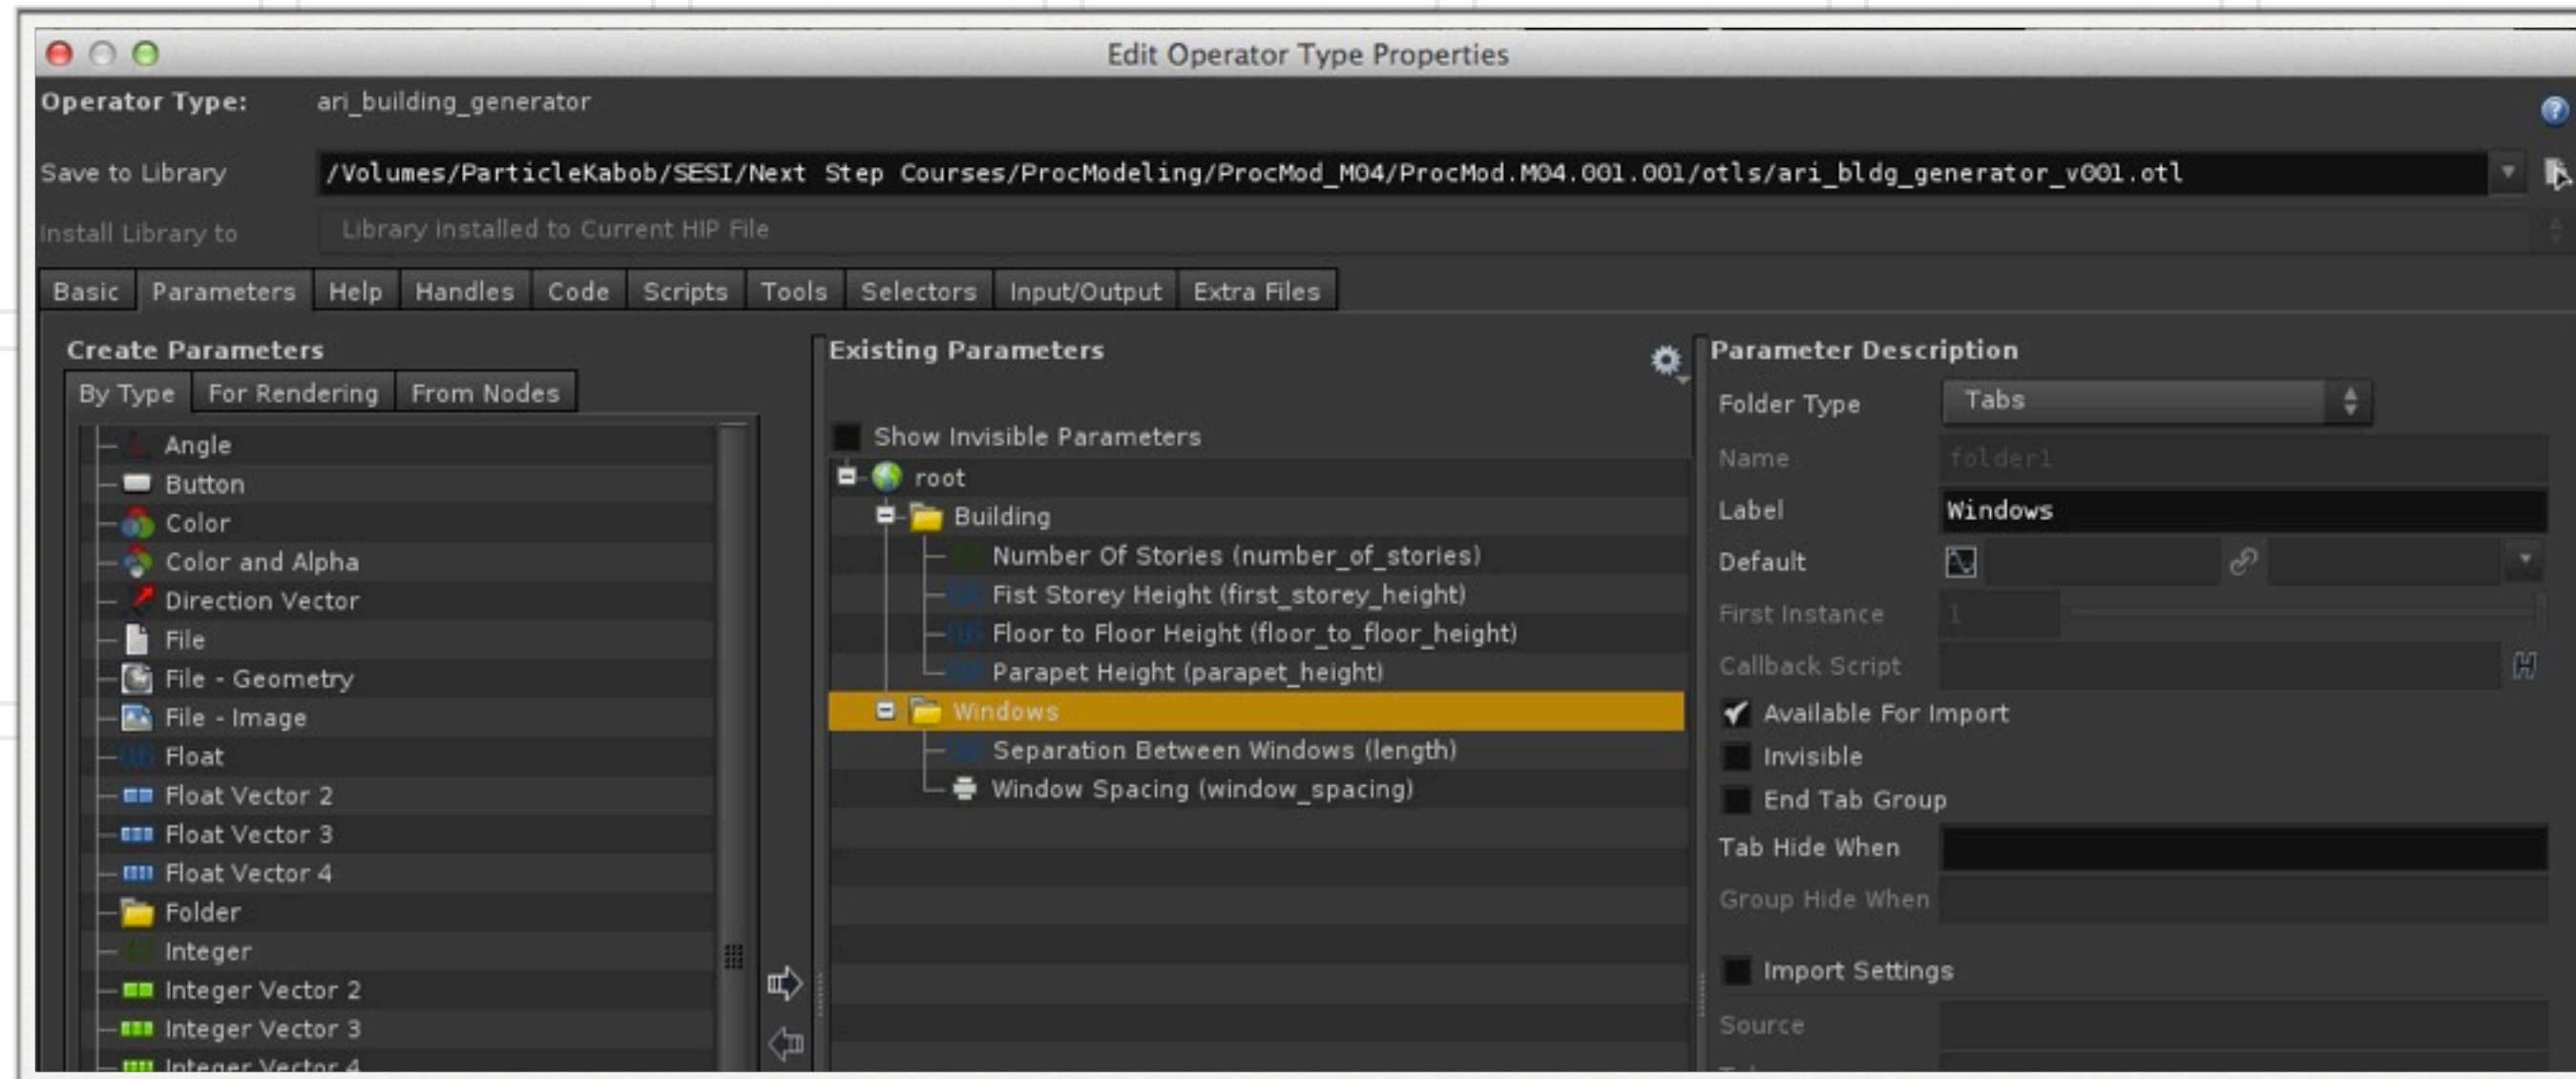 Edit Operator Type Properties
Operator Type: ari_building_generator
Save to Library /Volumes/ParticleKabob/SESI/Next Step Courses/ProcModeling/ProcMod_M04/ProcMod.M04.001.001/otls/ari_bldg_generator_v001.otl
Install Library to Library installed to Current HIP File
Basic Parameters Help Handles Code Scripts Tools Selectors Input/Output Extra Files
Create Parameters
By Type For Rendering From Nodes
Angle
Button
Color
Color and Alpha
Direction Vector
File
File - Geometry
File - Image
Float
Float Vector 2
Float Vector 3
Float Vector 4
Folder
Integer
Integer Vector 2
Integer Vector 3
Integer Vector 4
Existing Parameters
Show Invisible Parameters
root
Building
Number Of Stories (number_of_stories)
Fist Storey Height (first_storey_height)
Floor to Floor Height (floor_to_floor_height)
Parapet Height (parapet_height)
Windows
Separation Between Windows (length)
Window Spacing (window_spacing)
Parameter Description
Folder Type Tabs
Name folder1
Label Windows
Default
First Instance 1
Callback Script
Available For Import
Invisible
End Tab Group
Tab Hide When
Group Hide When
Import Settings
Source